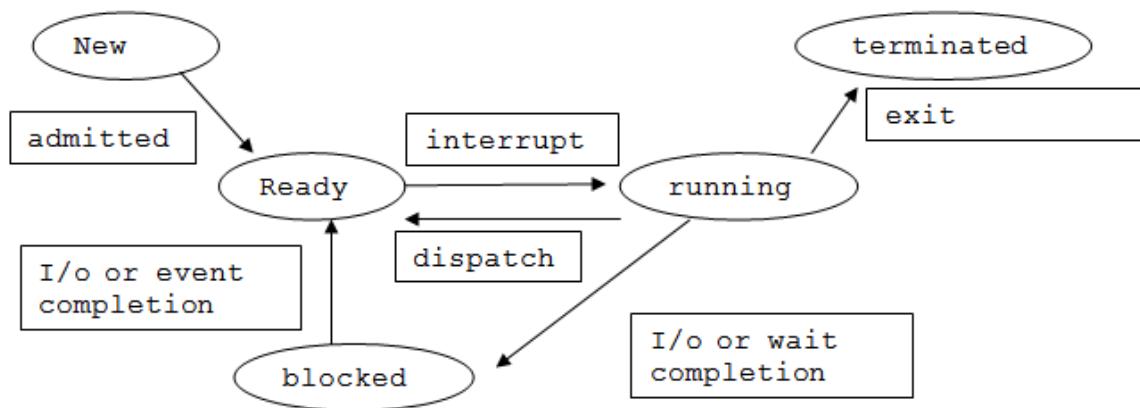 New
terminated
admitted
interrupt
exit
Ready
running
dispatch
I/o or event
completion
I/o or wait
completion
blocked